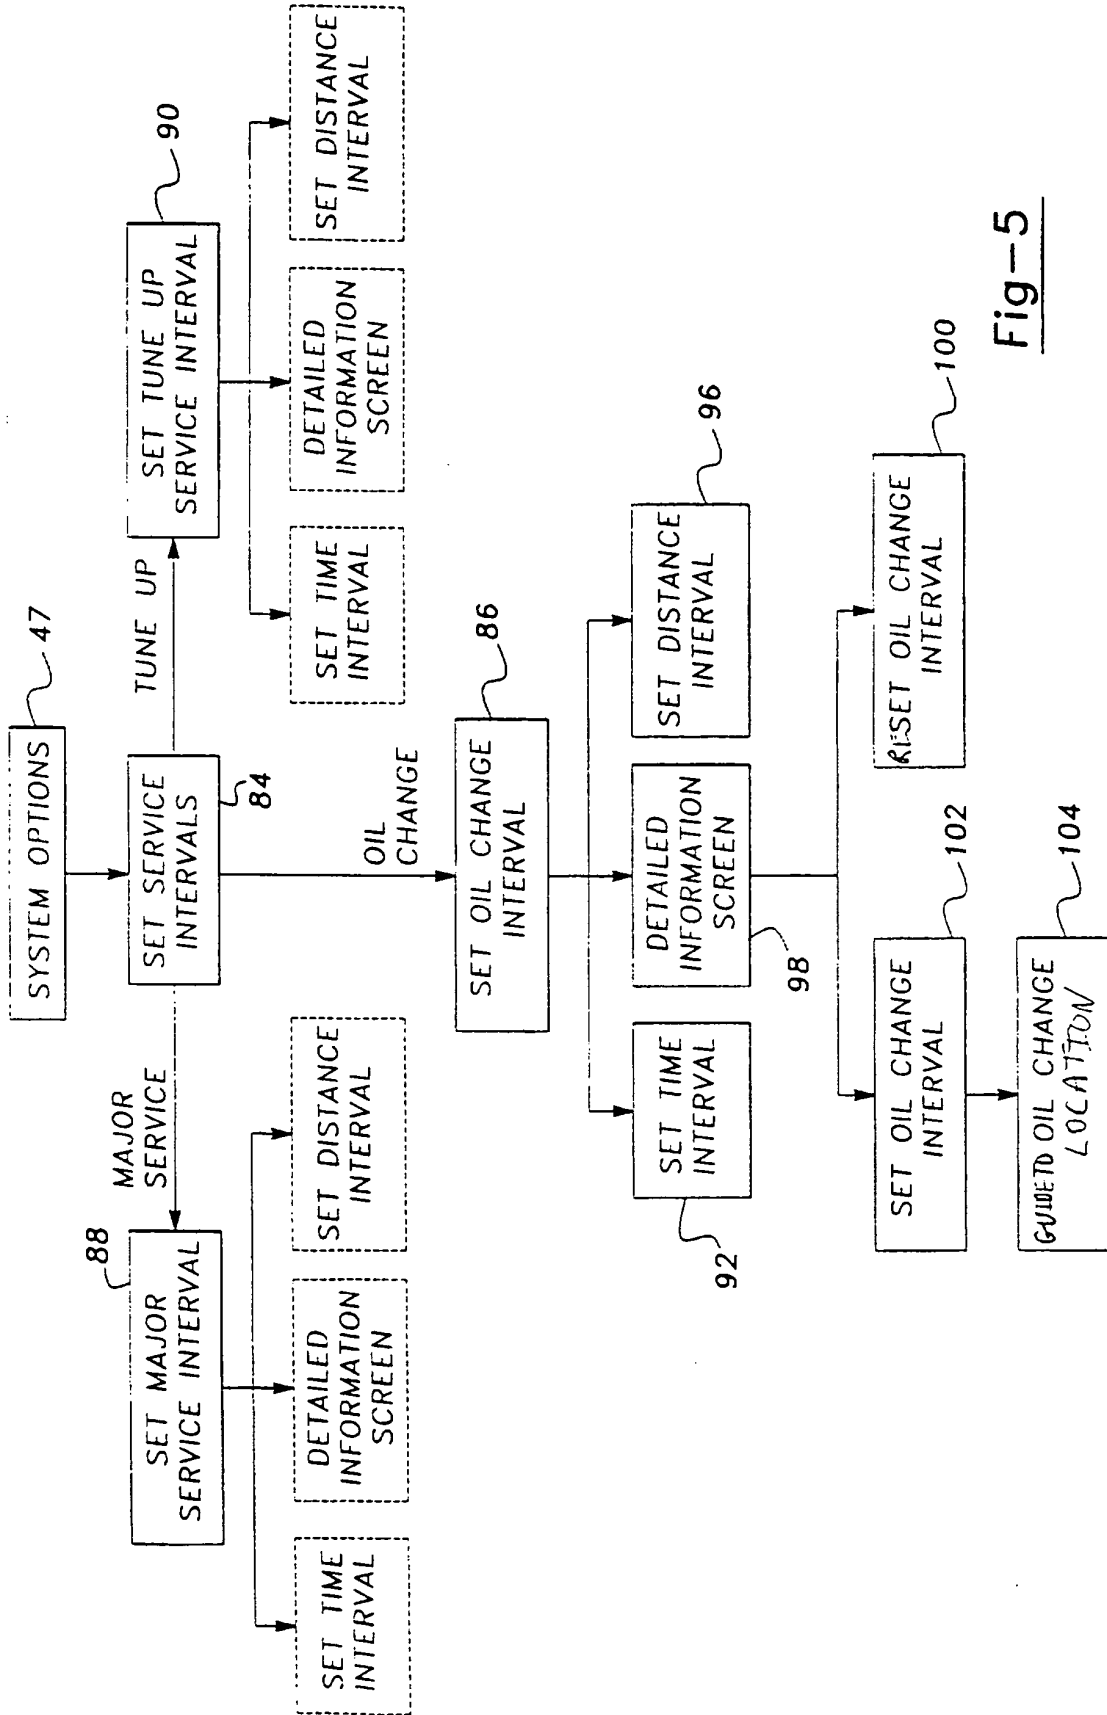 SYSTEM OPTIONS
47
SET SERVICE
INTERVALS
84
MAJOR
SERVICE
TUNE UP
OIL
CHANGE
88
SET MAJOR
SERVICE INTERVAL
SET TIME
INTERVAL
DETAILED
INFORMATION
SCREEN
SET DISTANCE
INTERVAL
90
SET TUNE UP
SERVICE INTERVAL
SET TIME
INTERVAL
DETAILED
INFORMATION
SCREEN
SET DISTANCE
INTERVAL
86
SET OIL CHANGE
INTERVAL
SET TIME
INTERVAL
92
DETAILED
INFORMATION
SCREEN
98
SET DISTANCE
INTERVAL
96
SET OIL CHANGE
INTERVAL
102
RESET OIL CHANGE
INTERVAL
100
GUIDETO OIL CHANGE
LOCATION
104
Fig-5